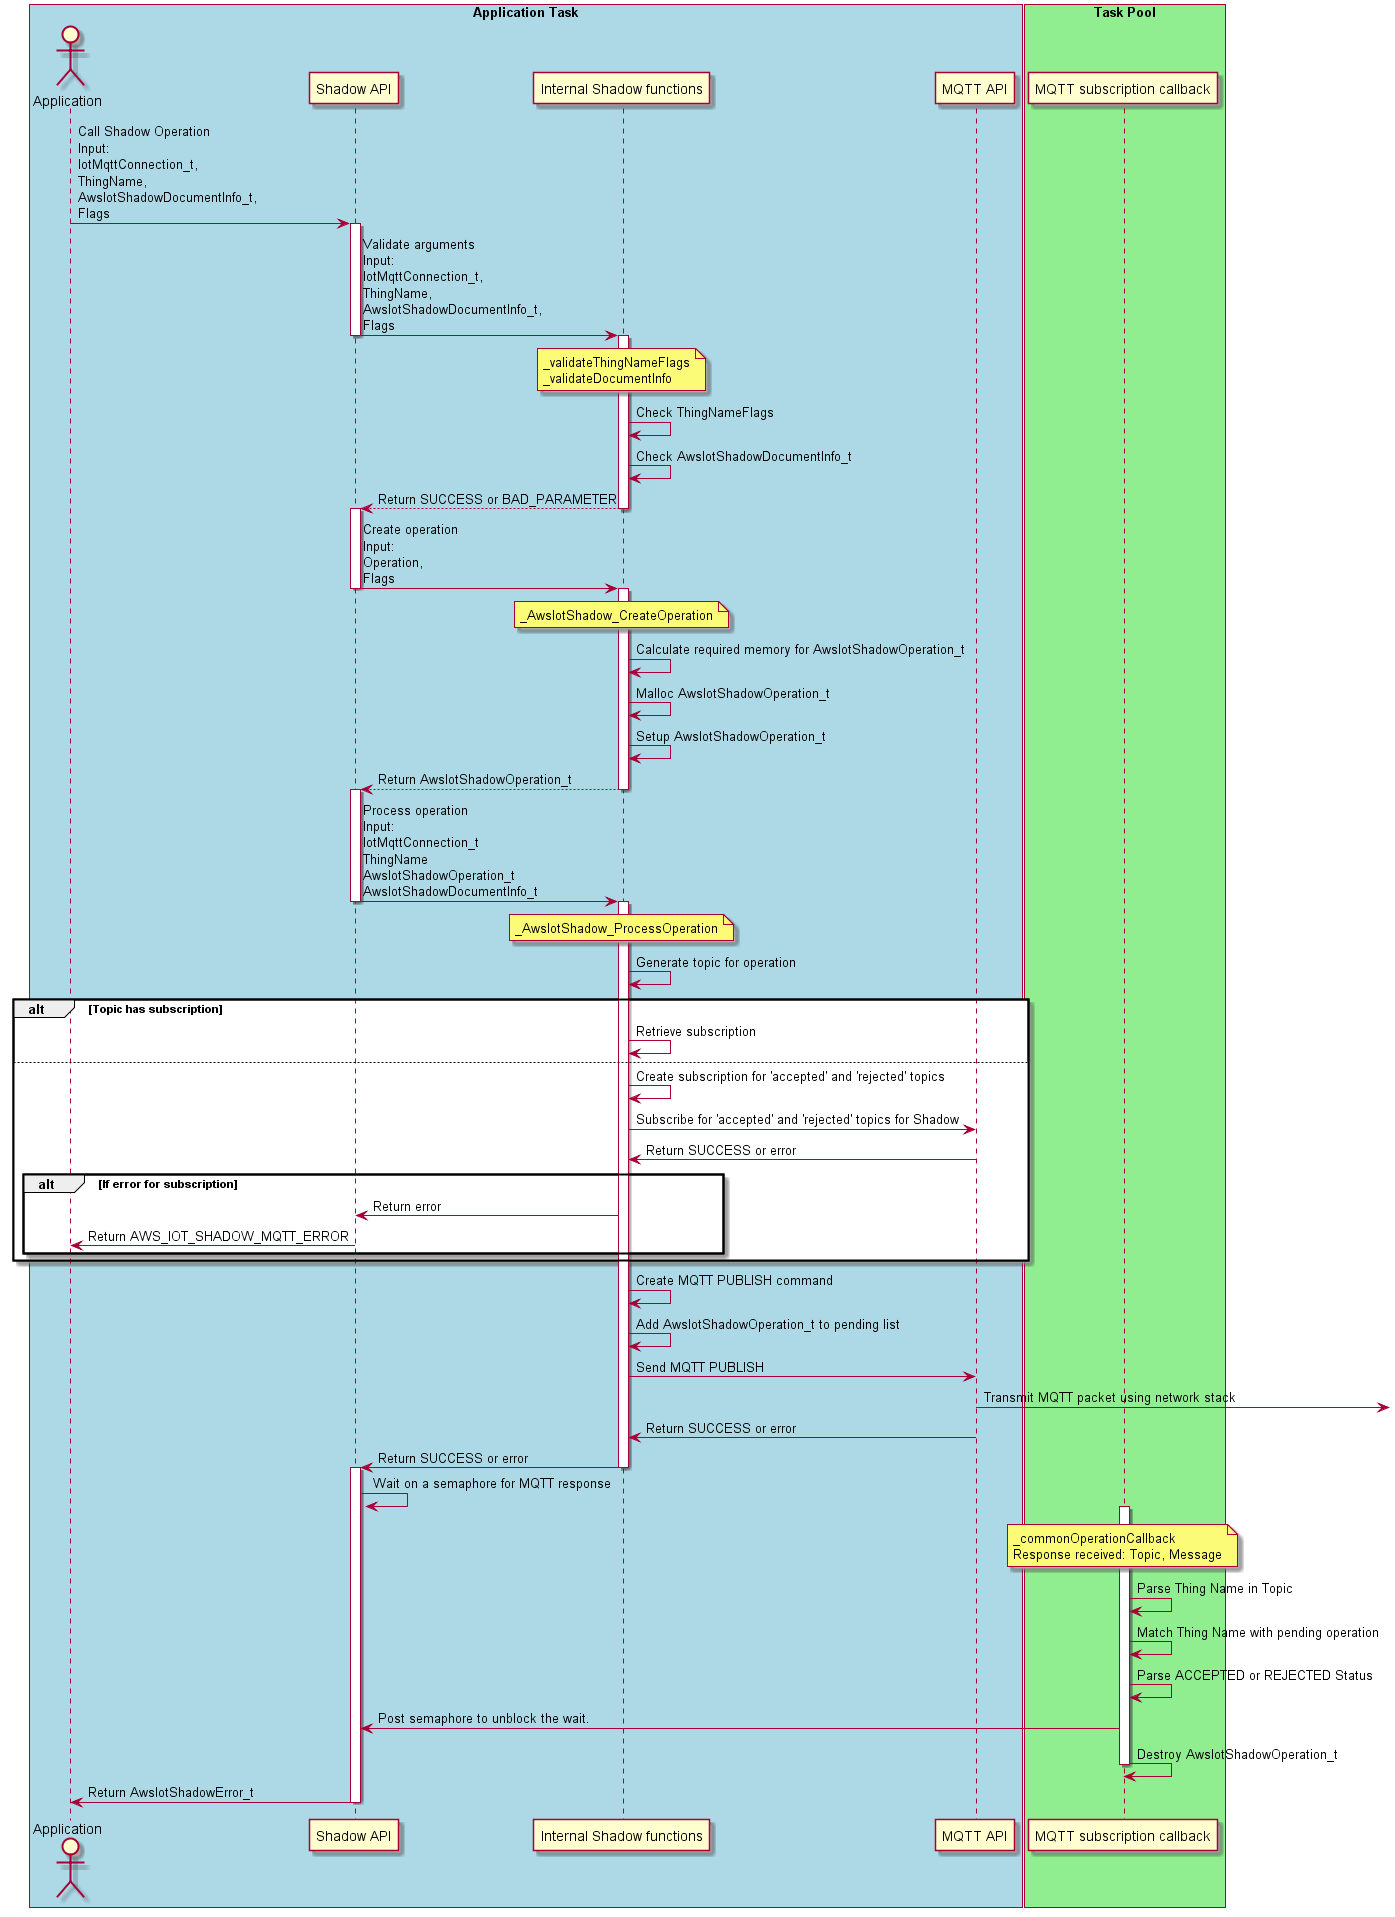 Application Task
Task Pool
Application
Shadow API
Internal Shadow functions
MQTT API
MQTT subscription callback
Call Shadow Operation
Input:
IotMqttConnection_t,
ThingName,
AwsIotShadowDocumentInfo_t,
Flags
Validate arguments
Input:
IotMqttConnection_t,
ThingName,
AwsIotShadowDocumentInfo_t,
Flags
_validateThingNameFlags
_validateDocumentInfo
Check ThingNameFlags
Check AwsIotShadowDocumentInfo_t
Return SUCCESS or BAD_PARAMETER
Create operation
Input:
Operation,
Flags
_AwsIotShadow_CreateOperation
Calculate required memory for AwsIotShadowOperation_t
Malloc AwsIotShadowOperation_t
Setup AwsIotShadowOperation_t
Return AwsIotShadowOperation_t
Process operation
Input:
IotMqttConnection_t
ThingName
AwsIotShadowOperation_t
AwsIotShadowDocumentInfo_t
_AwsIotShadow_ProcessOperation
Generate topic for operation
alt [Topic has subscription]
Retrieve subscription
Create subscription for 'accepted' and 'rejected' topics
Subscribe for 'accepted' and 'rejected' topics for Shadow
Return SUCCESS or error
alt [If error for subscription]
Return error
Return AWS_IOT_SHADOW_MQTT_ERROR
Create MQTT PUBLISH command
Add AwsIotShadowOperation_t to pending list
Send MQTT PUBLISH
Transmit MQTT packet using network stack
Return SUCCESS or error
Return SUCCESS or error
Wait on a semaphore for MQTT response
_commonOperationCallback
Response received: Topic, Message
Parse Thing Name in Topic
Match Thing Name with pending operation
Parse ACCEPTED or REJECTED Status
Post semaphore to unblock the wait.
Destroy AwsIotShadowOperation_t
Return AwsIotShadowError_t
Application
Shadow API
Internal Shadow functions
MQTT API
MQTT subscription callback